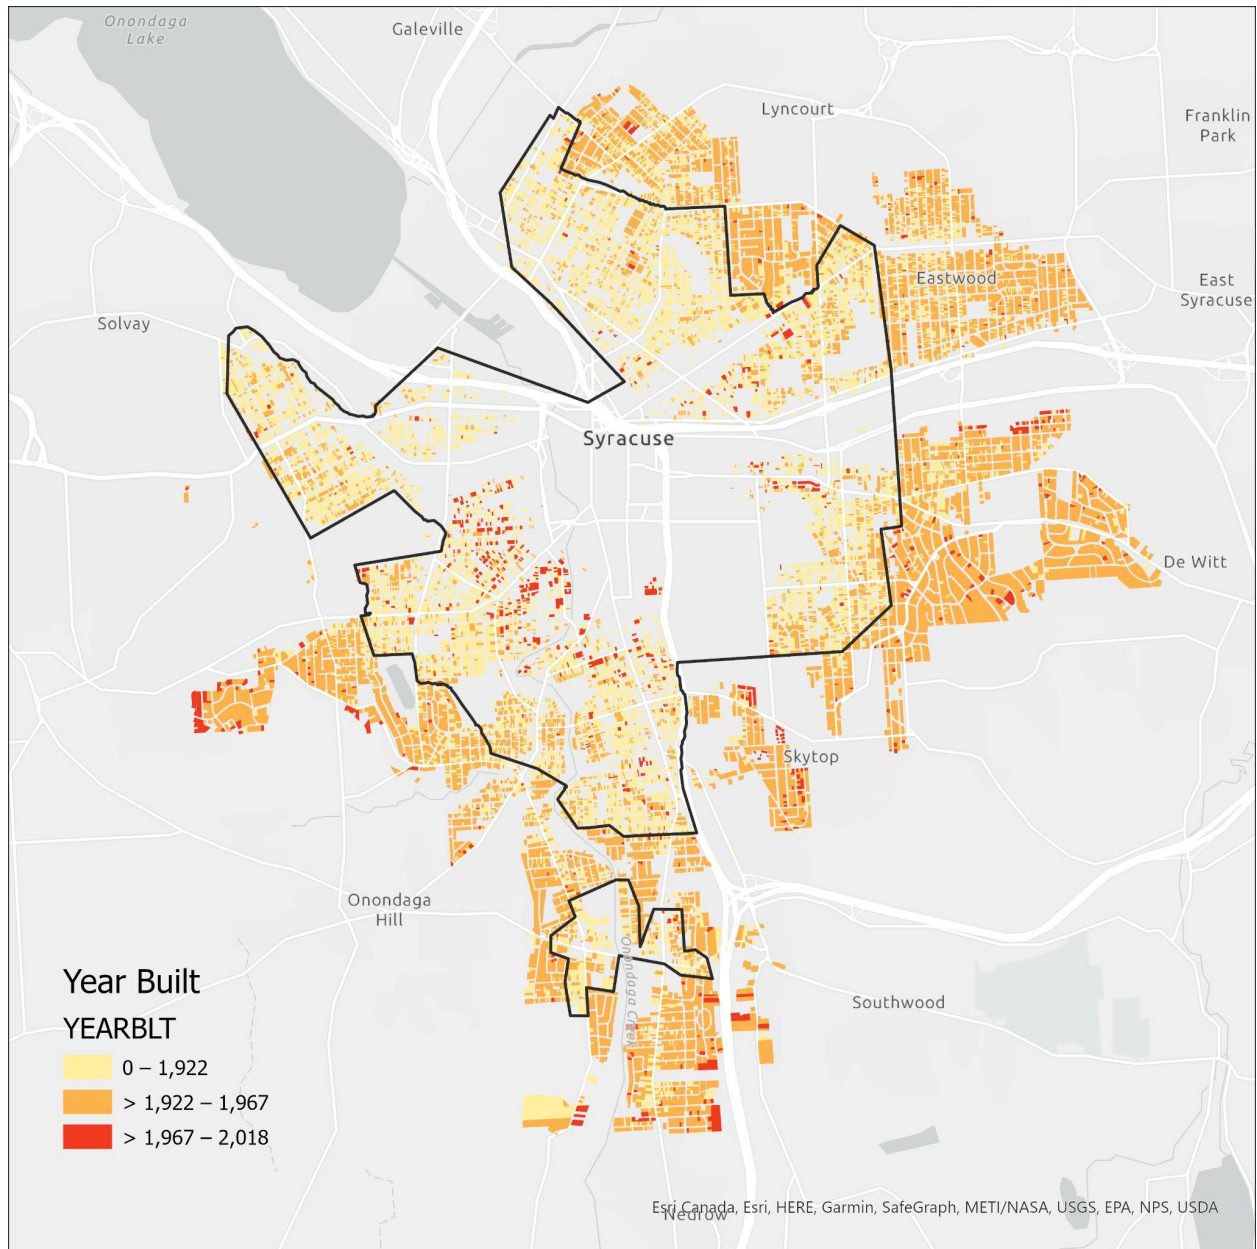 Onondaga
Lake
Galeville
Lyncourt
Franklin
Park
Eastwood
East
Syracuse
Solvay
Syracuse
De Witt
Skytop
Onondaga
Hill
Onondaga Creek
Southwood
Year Built
YEARBLT
0 – 1,922
> 1,922 – 1,967
> 1,967 – 2,018
Esri Canada, Esri, HERE, Garmin, SafeGraph, METI/NASA, USGS, EPA, NPS, USDA
Nedrow